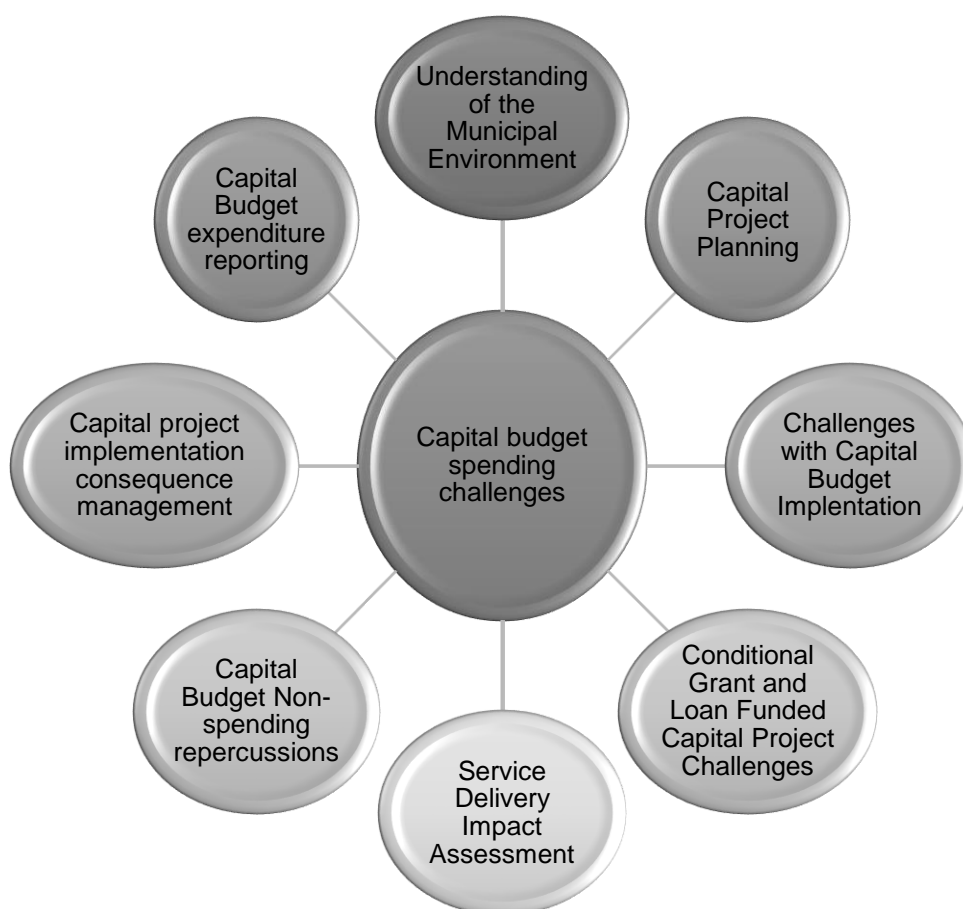 Understanding
of the
Municipal
Environment
Capital
Project
Planning
Challenges
with Capital
Budget
Implentation
Conditional
Grant and
Loan Funded
Capital Project
Challenges
Service
Delivery
Impact
Assessment
Capital
Budget Non-
spending
repercussions
Capital project
implementation
consequence
management
Capital
Budget
expenditure
reporting
Capital budget
spending
challenges